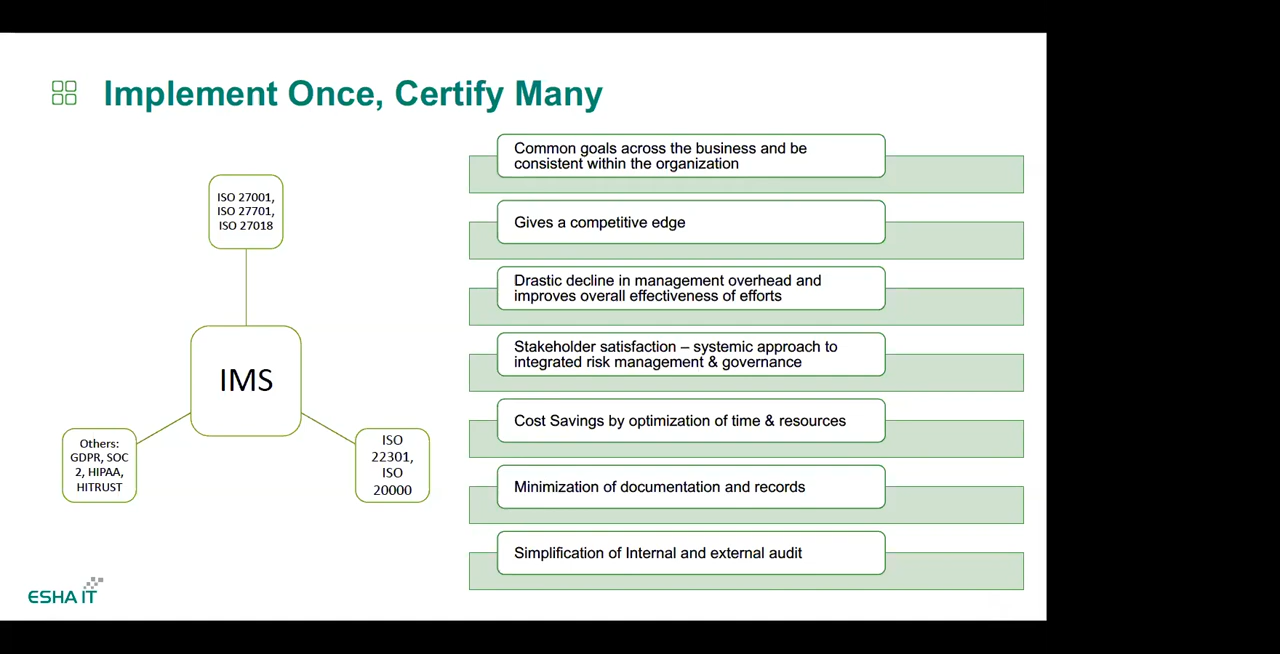 Implement Once, Certify Many
ISO 27001,
ISO 27701,
ISO 27018
IMS
Others:
GDPR, SOC
2, HIPAA,
HITRUST
ISO
22301,
ISO
20000
Common goals across the business and be
consistent within the organization
Gives a competitive edge
Drastic decline in management overhead and
improves overall effectiveness of efforts
Stakeholder satisfaction – systemic approach to
integrated risk management & governance
Cost Savings by optimization of time & resources
Minimization of documentation and records
Simplification of Internal and external audit
ESHA IT